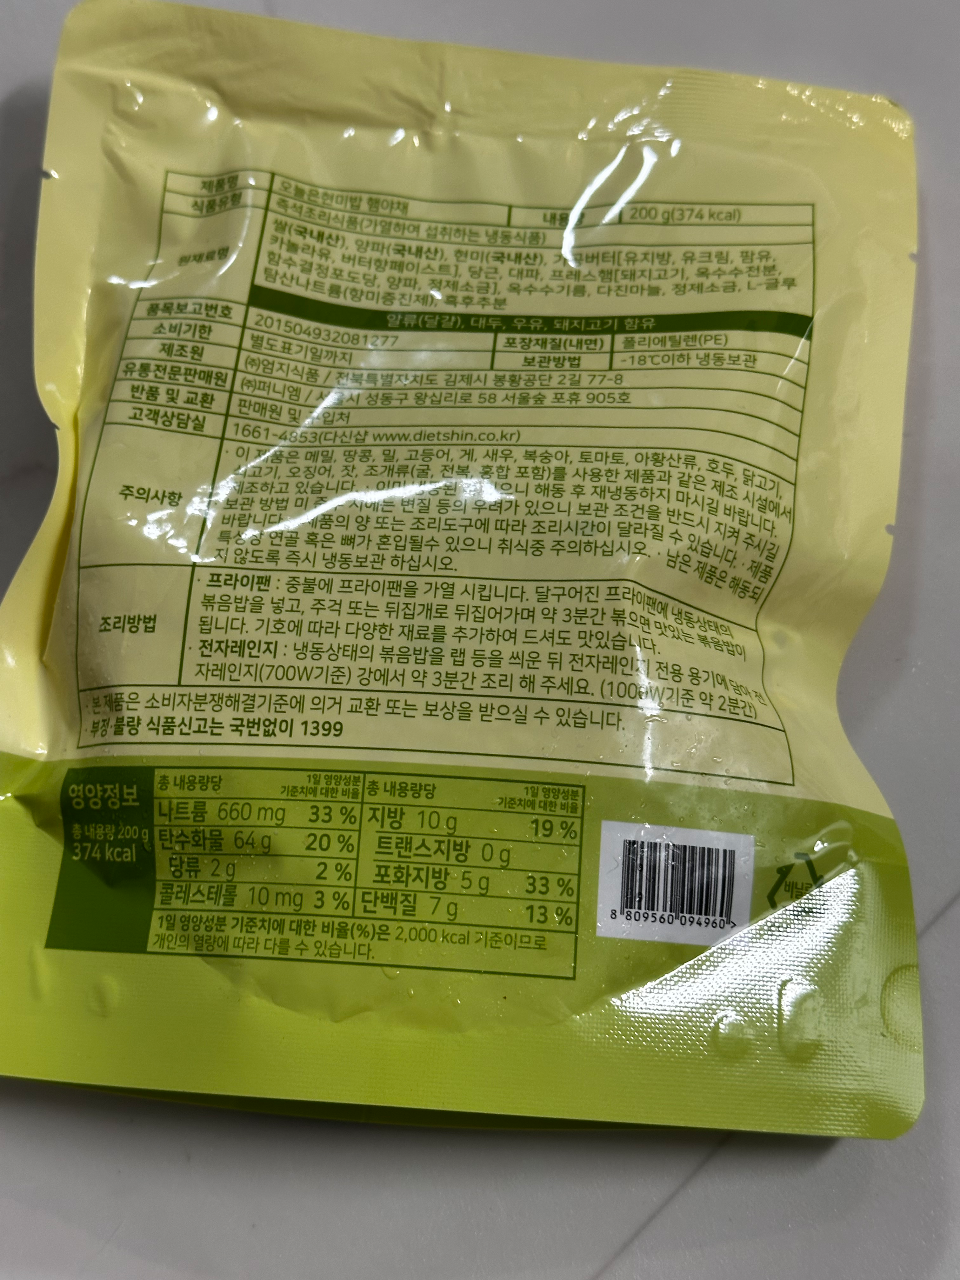 제품명 오늘은현미밥 햄야채 내용량 200 g(374 kcal)
식품유형 즉석조리식품(가열하여 섭취하는 냉동식품)
원재료명 쌀(국내산), 양파(국내산), 현미(국내산), 가공버터[유지방, 유크림, 팜유,
카놀라유, 버터향페이스트], 당근, 대파, 프레스햄[돼지고기, 옥수수전분,
함수결정포도당, 양파, 정제소금], 옥수수기름, 다진마늘, 정제소금, L-글루
탐산나트륨(향미증진제), 흑후추분
알류(달걀), 대두, 우유, 돼지고기 함유
품목보고번호 201504932081277 포장재질(내면) 폴리에틸렌(PE)
소비기한 별도표기일까지 보관방법 -18℃이하 냉동보관
제조원 ㈜엄지식품 / 전북특별자치도 김제시 봉황공단 2길 77-8
유통전문판매원 ㈜퍼니엠 / 서울시 성동구 왕십리로 58 서울숲 포휴 905호
반품 및 교환 판매원 및 구입처
고객상담실 1661-4853(다신샵 www.dietshin.co.kr)
주의사항
· 이 제품은 메밀, 땅콩, 밀, 고등어, 게, 새우, 복숭아, 토마토, 아황산류, 호두, 닭고기,
쇠고기, 오징어, 잣, 조개류(굴, 전복, 홍합 포함)를 사용한 제품과 같은 제조 시설에서
제조하고 있습니다. · 이미 냉동된 으니 해동 후 재냉동하지 마시길 바랍니다.
· 보관 방법 미준수 시에는 변질 등의 우려가 있으니 보관 조건을 반드시 지켜 주시길
바랍니다. · 제품의 양 또는 조리도구에 따라 조리시간이 달라질 수 있습니다. · 제품
특성상 연골 혹은 뼈가 혼입될수 있으니 취식중 주의하십시오. · 남은 제품은 해동되
지 않도록 즉시 냉동보관 하십시오.
조리방법
· 프라이팬 : 중불에 프라이팬을 가열 시킵니다. 달구어진 프라이팬에 냉동상태의
볶음밥을 넣고, 주걱 또는 뒤집개로 뒤집어가며 약 3분간 볶으면 맛있는 볶음밥이
됩니다. 기호에 따라 다양한 재료를 추가하여 드셔도 맛있습니다.
· 전자레인지 : 냉동상태의 볶음밥을 랩 등을 씌운 뒤 전자레인지 전용 용기에 담아 전
자레인지(700W기준) 강에서 약 3분간 조리 해 주세요. (1000W기준 약 2분간)
· 본 제품은 소비자분쟁해결기준에 의거 교환 또는 보상을 받으실 수 있습니다.
· 부정·불량 식품신고는 국번없이 1399
영양정보
총 내용량 200 g
374 kcal
총 내용량당 1일 영양성분 기준치에 대한 비율
나트륨 660 mg 33 %
탄수화물 64 g 20 %
당류 2 g 2 %
콜레스테롤 10 mg 3 %
총 내용량당 1일 영양성분 기준치에 대한 비율
지방 10 g 19 %
트랜스지방 0 g
포화지방 5 g 33 %
단백질 7 g 13 %
1일 영양성분 기준치에 대한 비율(%)은 2,000 kcal 기준이므로
개인의 열량에 따라 다를 수 있습니다.
8 809560 094960 >
비닐류